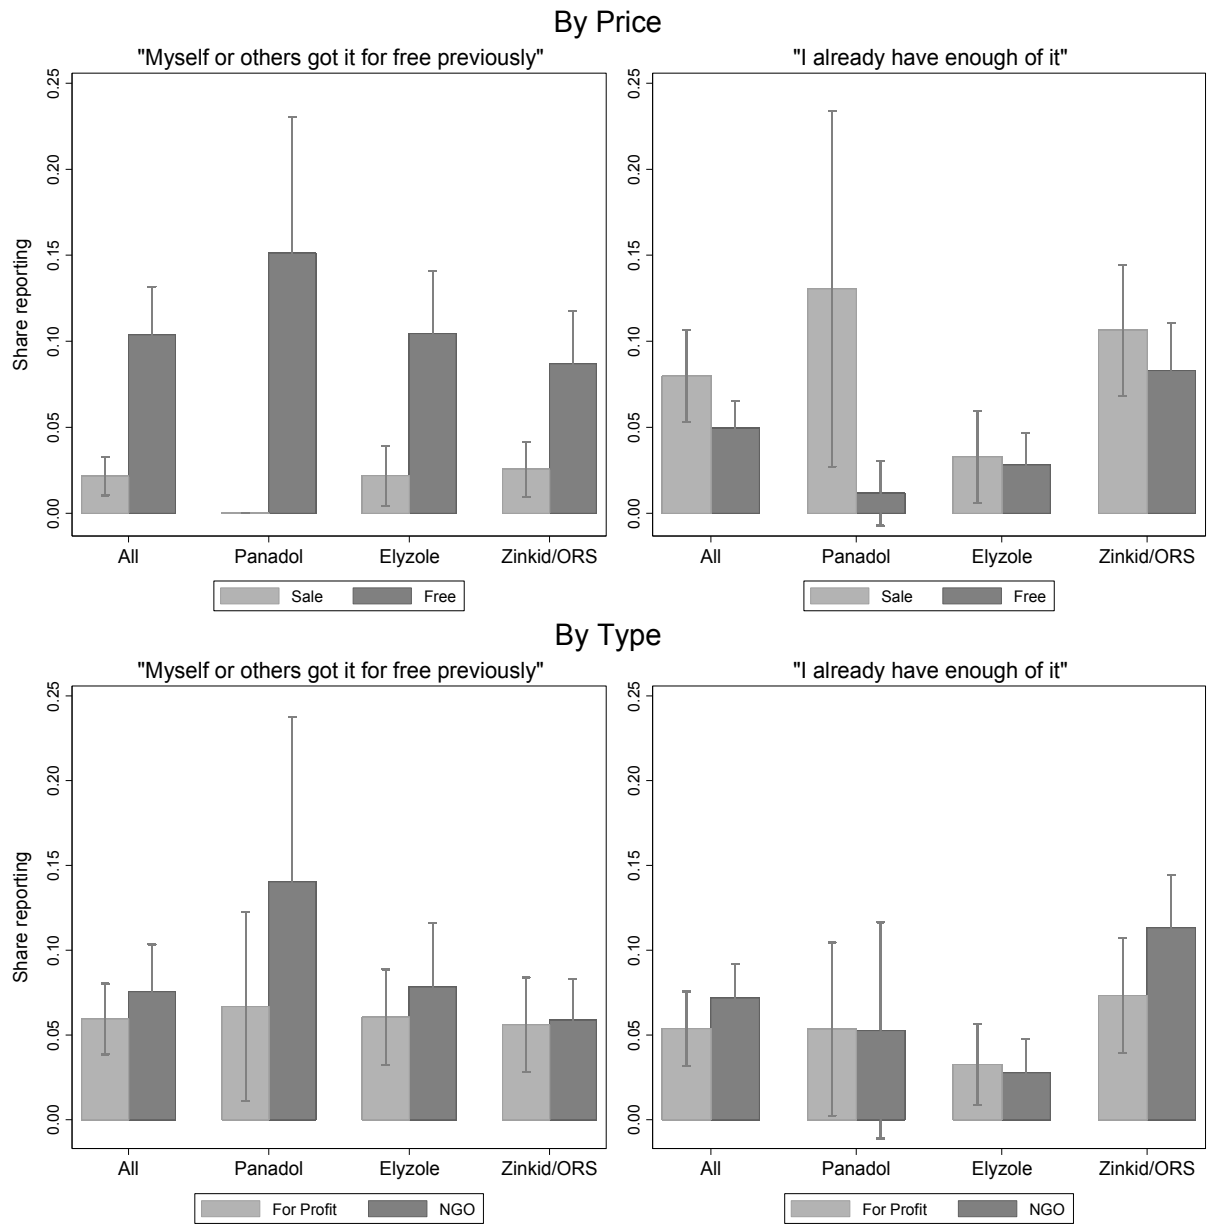 By Price
"Myself or others got it for free previously"
"I already have enough of it"
Share reporting
0.25
0.20
0.15
0.10
0.05
0.00
All
Panadol
Elyzole
Zinkid/ORS
Sale
Free
0.25
0.20
0.15
0.10
0.05
0.00
All
Panadol
Elyzole
Zinkid/ORS
Sale
Free
By Type
"Myself or others got it for free previously"
"I already have enough of it"
Share reporting
0.25
0.20
0.15
0.10
0.05
0.00
All
Panadol
Elyzole
Zinkid/ORS
For Profit
NGO
0.25
0.20
0.15
0.10
0.05
0.00
All
Panadol
Elyzole
Zinkid/ORS
For Profit
NGO